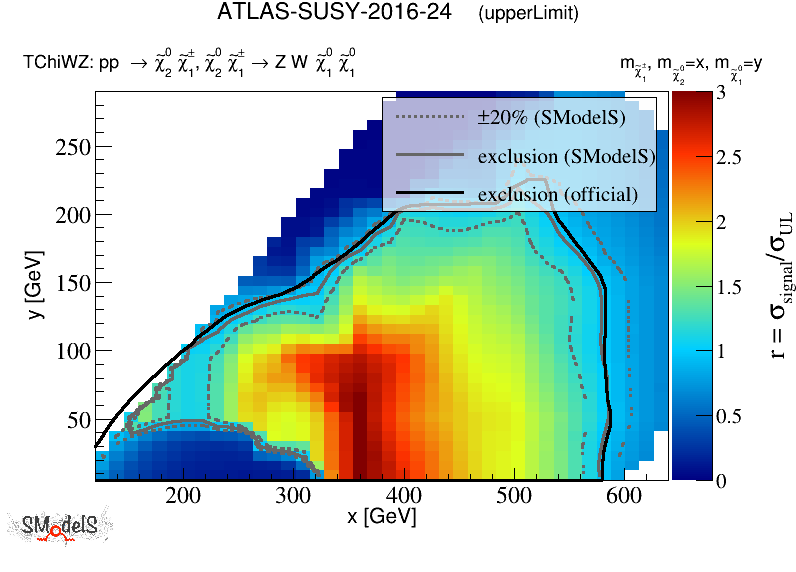 ATLAS-SUSY-2016-24 (upperLimit)
TChiWZ: pp → χ̃⁰₂ χ̃±₁, χ̃⁰₂ χ̃±₁ → Z W χ̃⁰₁ χ̃⁰₁
m_χ̃±₁, m_χ̃⁰₂=x, m_χ̃⁰₁=y
±20% (SModelS)
exclusion (SModelS)
exclusion (official)
y [GeV]
250
200
150
100
50
200
300
400
500
600
x [GeV]
3
2.5
2
1.5
1
0.5
0
r = σsignal/σUL
SModelS